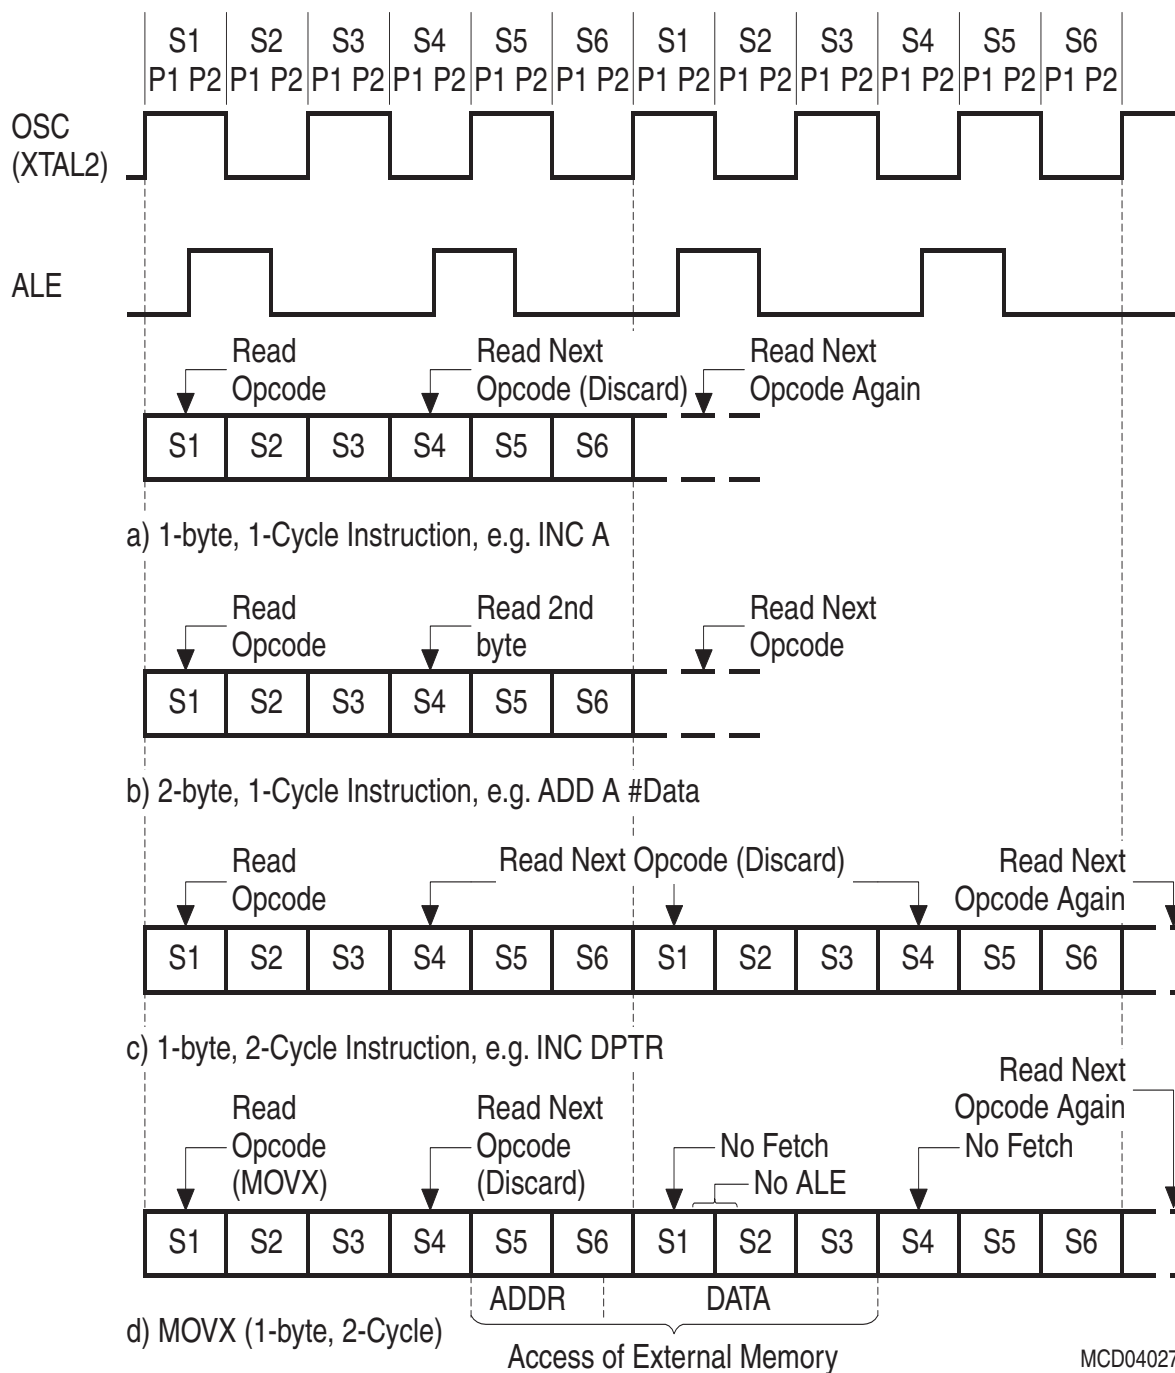 S1 S2 S3 S4 S5 S6 S1 S2 S3 S4 S5 S6
P1 P2 P1 P2 P1 P2 P1 P2 P1 P2 P1 P2 P1 P2 P1 P2 P1 P2 P1 P2 P1 P2 P1 P2
OSC
(XTAL2)
ALE
Read
Opcode
Read Next
Opcode (Discard)
Read Next
Opcode Again
S1 S2 S3 S4 S5 S6
a) 1-byte, 1-Cycle Instruction, e.g. INC A
Read
Opcode
Read 2nd
byte
Read Next
Opcode
S1 S2 S3 S4 S5 S6
b) 2-byte, 1-Cycle Instruction, e.g. ADD A #Data
Read
Opcode
Read Next Opcode (Discard)
Read Next
Opcode Again
S1 S2 S3 S4 S5 S6 S1 S2 S3 S4 S5 S6
c) 1-byte, 2-Cycle Instruction, e.g. INC DPTR
Read
Opcode
(MOVX)
Read Next
Opcode
(Discard)
No Fetch
No ALE
No Fetch
Read Next
Opcode Again
S1 S2 S3 S4 S5 S6 S1 S2 S3 S4 S5 S6
ADDR DATA
d) MOVX (1-byte, 2-Cycle)
Access of External Memory
MCD04027